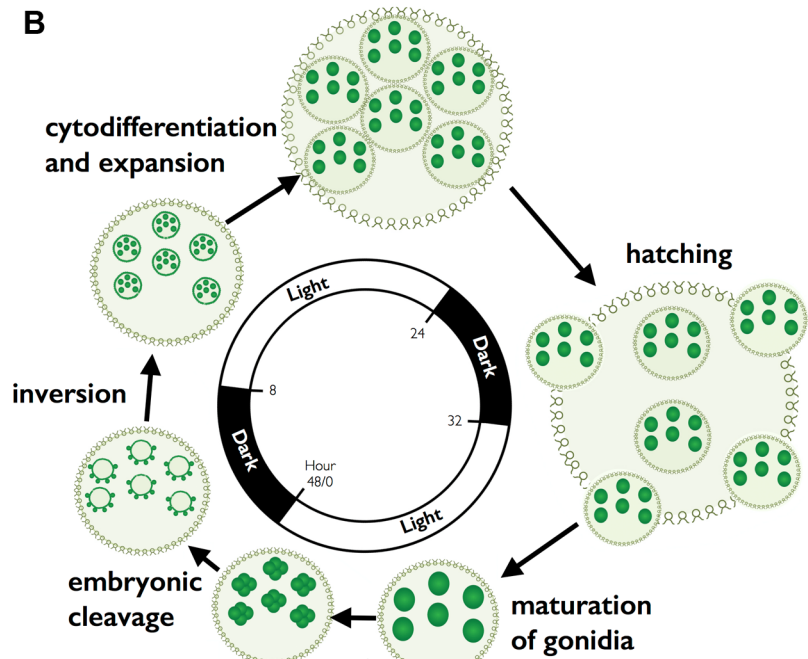 B
cytodifferentiation
and expansion
hatching
Light
24
Dark
32
8
inversion
Dark
Hour
48/0
Light
embryonic
cleavage
maturation
of gonidia